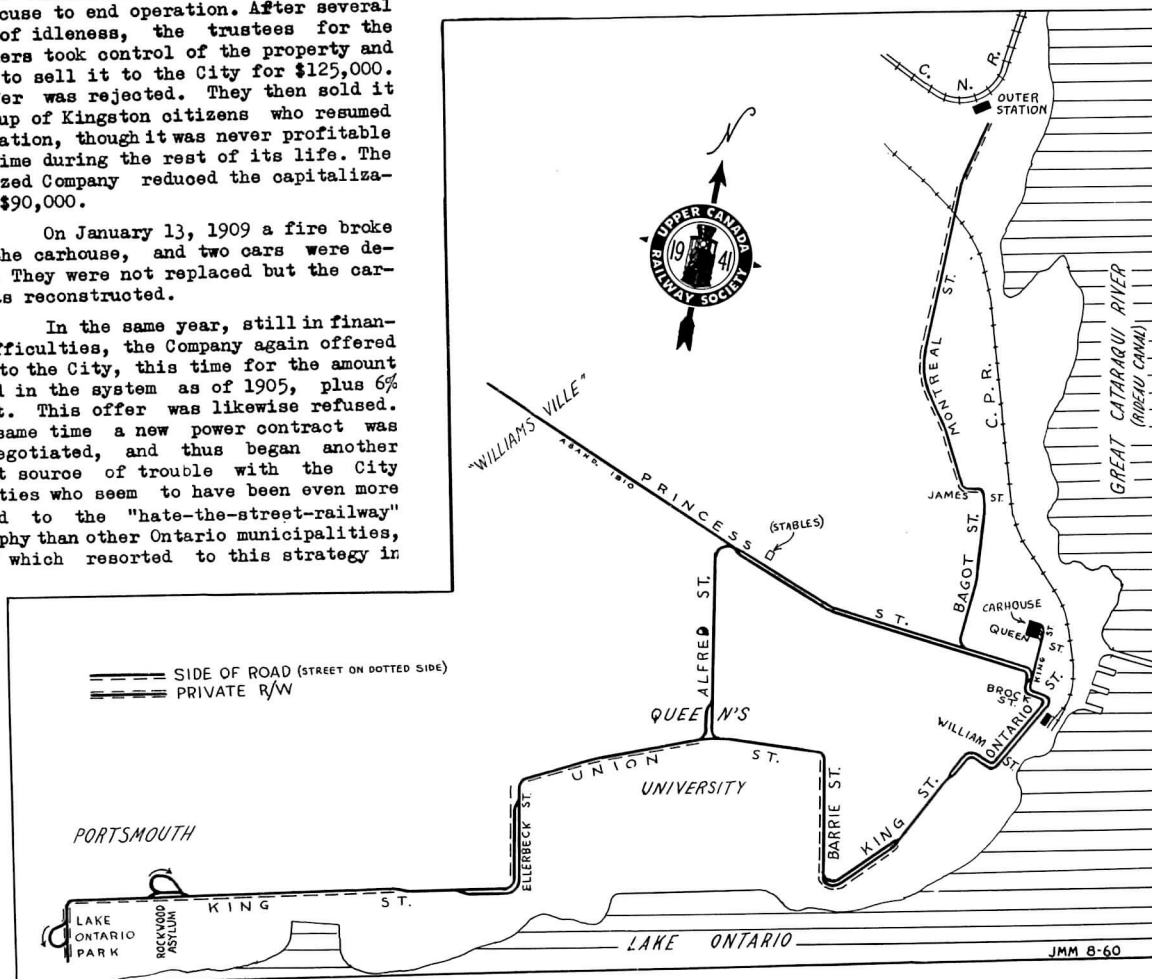 cuse to end operation. After several
of idleness, the trustees for the
ers took control of the property and
to sell it to the City for $125,000.
er was rejected. They then sold it
up of Kingston citizens who resumed
ation, though it was never profitable
ime during the rest of its life. The
zed Company reduced the capitaliza-
$90,000.
On January 13, 1909 a fire broke
he carhouse, and two cars were de-
They were not replaced but the car-
s reconstructed.
In the same year, still in finan-
fficulties, the Company again offered
to the City, this time for the amount
d in the system as of 1905, plus 6%
t. This offer was likewise refused.
same time a new power contract was
egotiated, and thus began another
t source of trouble with the City
ties who seem to have been even more
d to the "hate-the-street-railway"
phy than other Ontario municipalities,
which resorted to this strategy in
C. N. R.
OUTER
STATION
N
UPPER CANADA
19 41
RAILWAY SOCIETY
MONTREAL ST.
C. P. R.
GREAT CATARAQUI RIVER
(RIDEAU CANAL)
"WILLIAMSVILLE"
ABAND. 1910
PRINCESS ST.
(STABLES)
JAMES ST.
BAGOT ST.
CARHOUSE
QUEEN ST.
KING ST.
BROCK ST.
ONTARIO ST.
WILLIAM ST.
ALFRED ST.
SIDE OF ROAD (STREET ON DOTTED SIDE)
PRIVATE R/W
QUEEN'S
UNIVERSITY
UNION ST.
BARRIE ST.
KING ST.
ELLERBECK ST.
PORTSMOUTH
KING ST.
LAKE
ONTARIO
PARK
ROCKWOOD
ASYLUM
LAKE ONTARIO
JMM 8-60